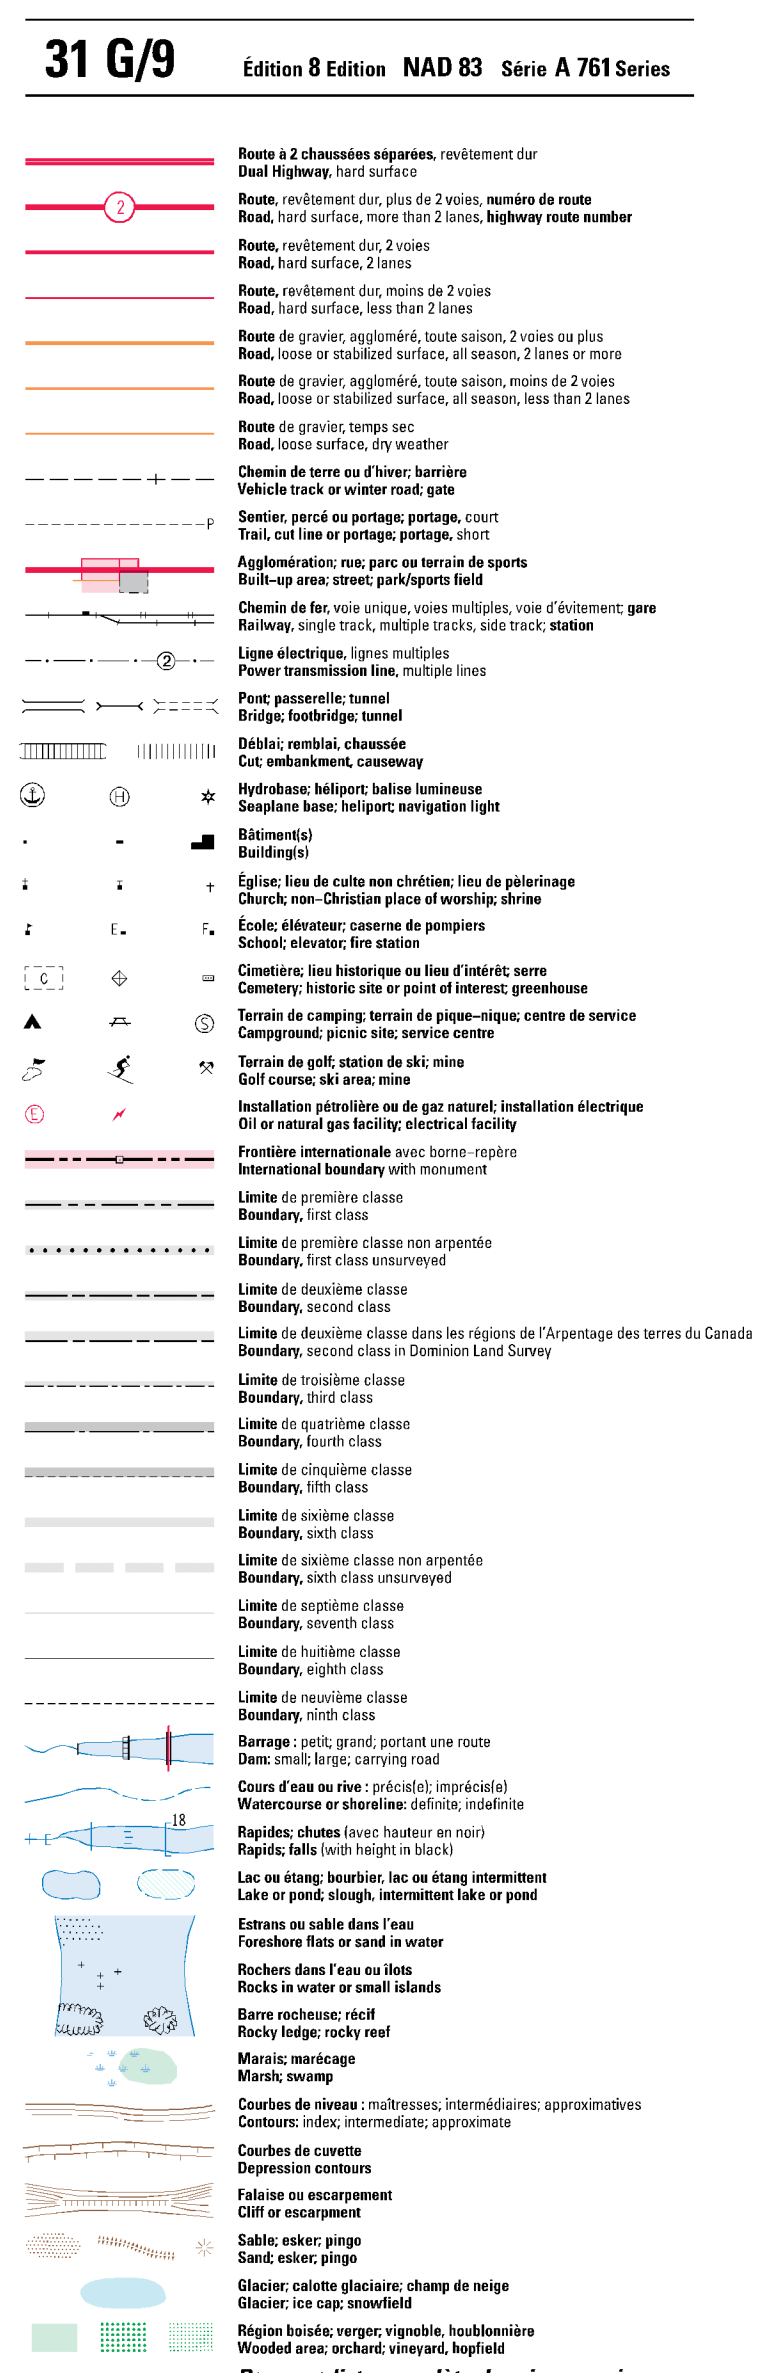 31 G/9 Édition 8 Edition NAD 83 Série A 761 Series
Route à 2 chaussées séparées, revêtement dur
Dual Highway, hard surface
2
Route, revêtement dur, plus de 2 voies, numéro de route
Road, hard surface, more than 2 lanes, highway route number
Route, revêtement dur, 2 voies
Road, hard surface, 2 lanes
Route, revêtement dur, moins de 2 voies
Road, hard surface, less than 2 lanes
Route de gravier, aggloméré, toute saison, 2 voies ou plus
Road, loose or stabilized surface, all season, 2 lanes or more
Route de gravier, aggloméré, toute saison, moins de 2 voies
Road, loose or stabilized surface, all season, less than 2 lanes
Route de gravier, temps sec
Road, loose surface, dry weather
Chemin de terre ou d'hiver; barrière
Vehicle track or winter road; gate
P
Sentier, percé ou portage; portage, court
Trail, cut line or portage; portage, short
Agglomération; rue; parc ou terrain de sports
Built-up area; street; park/sports field
Chemin de fer, voie unique, voies multiples, voie d'évitement; gare
Railway, single track, multiple tracks, side track; station
2
Ligne électrique, lignes multiples
Power transmission line, multiple lines
Pont; passerelle; tunnel
Bridge; footbridge; tunnel
Déblai; remblai, chaussée
Cut; embankment, causeway
H
Hydrobase; héliport; balise lumineuse
Seaplane base; heliport; navigation light
Bâtiment(s)
Building(s)
Église; lieu de culte non chrétien; lieu de pèlerinage
Church; non-Christian place of worship; shrine
E F
École; élévateur; caserne de pompiers
School; elevator; fire station
C
Cimetière; lieu historique ou lieu d'intérêt; serre
Cemetery; historic site or point of interest; greenhouse
S
Terrain de camping; terrain de pique-nique; centre de service
Campground; picnic site; service centre
Terrain de golf; station de ski; mine
Golf course; ski area; mine
E
Installation pétrolière ou de gaz naturel; installation électrique
Oil or natural gas facility; electrical facility
Frontière internationale avec borne-repère
International boundary with monument
Limite de première classe
Boundary, first class
Limite de première classe non arpentée
Boundary, first class unsurveyed
Limite de deuxième classe
Boundary, second class
Limite de deuxième classe dans les régions de l'Arpentage des terres du Canada
Boundary, second class in Dominion Land Survey
Limite de troisième classe
Boundary, third class
Limite de quatrième classe
Boundary, fourth class
Limite de cinquième classe
Boundary, fifth class
Limite de sixième classe
Boundary, sixth class
Limite de sixième classe non arpentée
Boundary, sixth class unsurveyed
Limite de septième classe
Boundary, seventh class
Limite de huitième classe
Boundary, eighth class
Limite de neuvième classe
Boundary, ninth class
Barrage : petit; grand; portant une route
Dam: small; large; carrying road
Cours d'eau ou rive : précis(e); imprécis(e)
Watercourse or shoreline: definite; indefinite
18
Rapides; chutes (avec hauteur en noir)
Rapids; falls (with height in black)
Lac ou étang; bourbier, lac ou étang intermittent
Lake or pond; slough, intermittent lake or pond
Estrans ou sable dans l'eau
Foreshore flats or sand in water
Rochers dans l'eau ou îlots
Rocks in water or small islands
Barre rocheuse; récif
Rocky ledge; rocky reef
Marais; marécage
Marsh; swamp
Courbes de niveau : maîtresses; intermédiaires; approximatives
Contours: index; intermediate; approximate
Courbes de cuvette
Depression contours
Falaise ou escarpement
Cliff or escarpment
Sable; esker; pingo
Sand; esker; pingo
Glacier; calotte glaciaire; champ de neige
Glacier; ice cap; snowfield
Région boisée; verger; vignoble, houblonnière
Wooded area; orchard; vineyard, hopfield